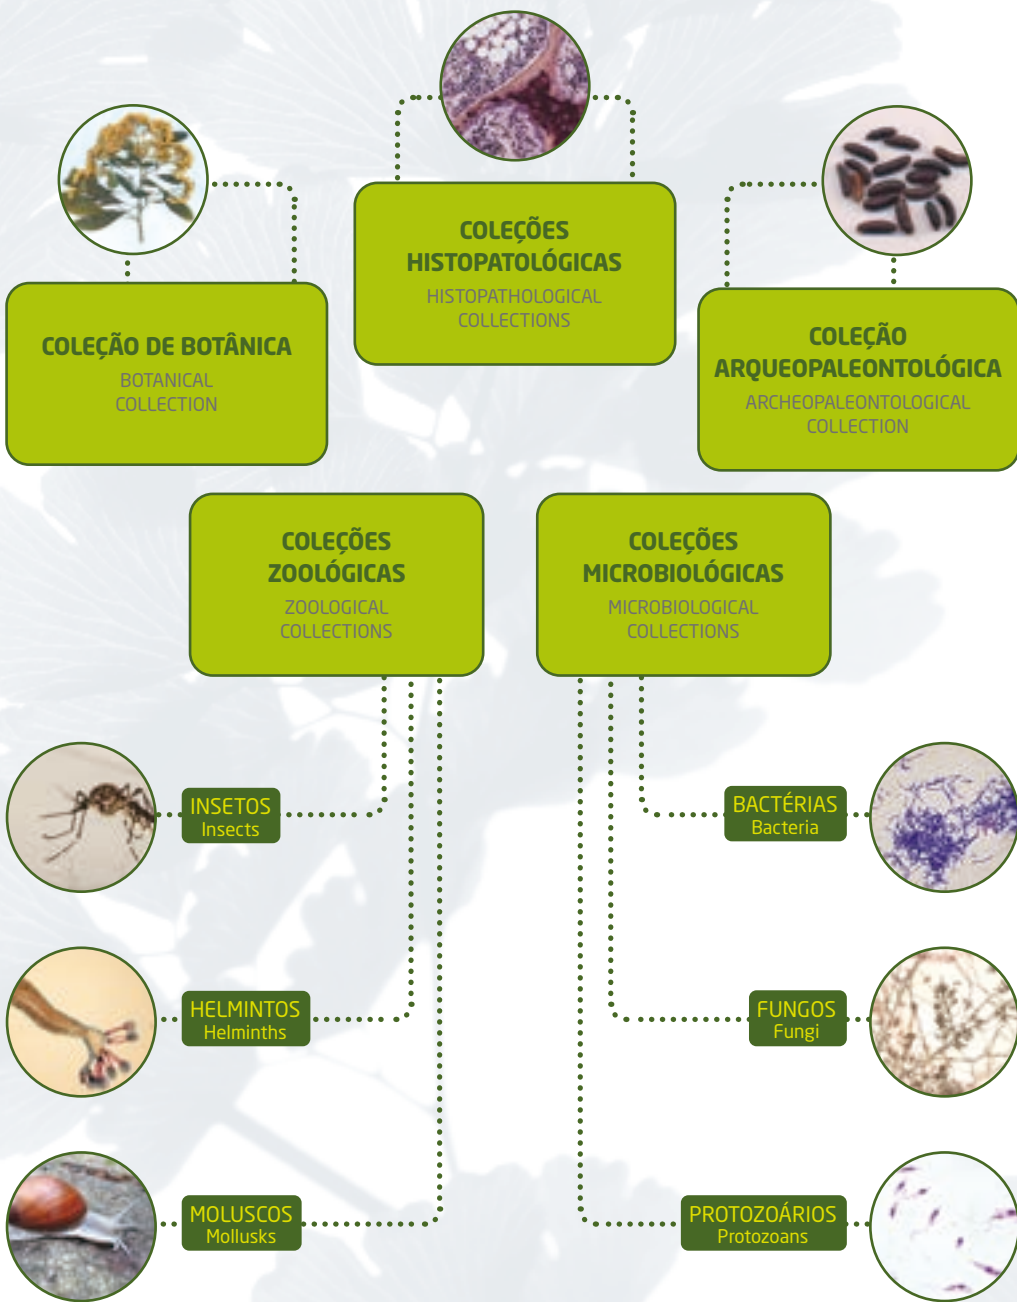 COLEÇÕES
HISTOPATOLÓGICAS
HISTOPATHOLOGICAL
COLLECTIONS
COLEÇÃO DE BOTÂNICA
BOTANICAL
COLLECTION
COLEÇÃO
ARQUEOPALEONTOLÓGICA
ARCHEOPALEONTOLOGICAL
COLLECTION
COLEÇÕES
ZOOLÓGICAS
ZOOLOGICAL
COLLECTIONS
COLEÇÕES
MICROBIOLÓGICAS
MICROBIOLOGICAL
COLLECTIONS
INSETOS
Insects
BACTÉRIAS
Bacteria
HELMINTOS
Helminths
FUNGOS
Fungi
MOLUSCOS
Mollusks
PROTOZOÁRIOS
Protozoans